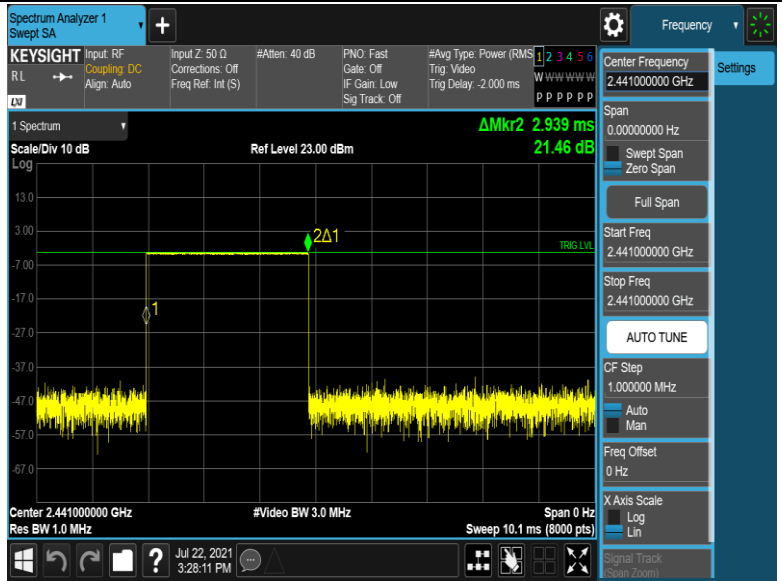 Spectrum Analyzer 1
Swept SA
Frequency
KEYSIGHT
RL
LXI
Input: RF
Coupling: DC
Align: Auto
Input Z: 50 Ω
Corrections: Off
Freq Ref: Int (S)
#Atten: 40 dB
PNO: Fast
Gate: Off
IF Gain: Low
Sig Track: Off
#Avg Type: Power (RMS
Trig: Video
Trig Delay: -2.000 ms
1 2 3 4 5 6
W W W W W W
P P P P P P
1 Spectrum
ΔMkr2 2.939 ms
Scale/Div 10 dB
Ref Level 23.00 dBm
21.46 dB
Log
13.0
3.00
-7.00
-17.0
-27.0
-37.0
-47.0
-57.0
-67.0
2Δ1
TRIG LVL
1
Center 2.441000000 GHz
#Video BW 3.0 MHz
Span 0 Hz
Res BW 1.0 MHz
Sweep 10.1 ms (8000 pts)
?
Jul 22, 2021
3:28:11 PM
Center Frequency
2.441000000 GHz
Settings
Span
0.00000000 Hz
Swept Span
Zero Span
Full Span
Start Freq
2.441000000 GHz
Stop Freq
2.441000000 GHz
AUTO TUNE
CF Step
1.000000 MHz
Auto
Man
Freq Offset
0 Hz
X Axis Scale
Log
Lin
Signal Track
(Span Zoom)